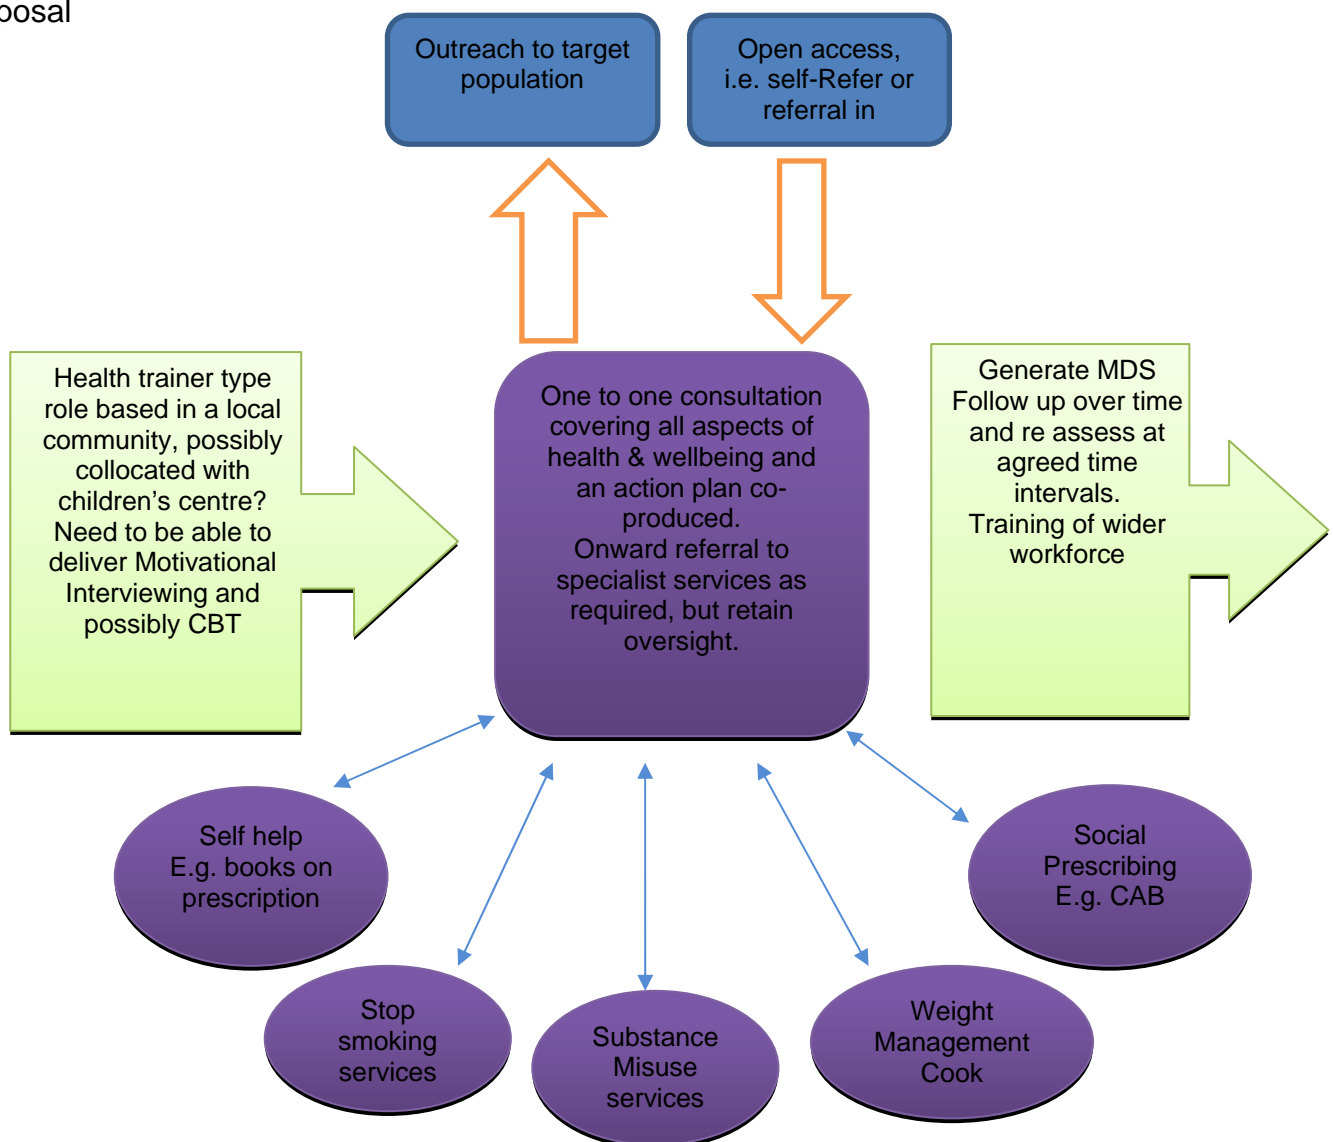 posal
Outreach to target
population
Open access,
i.e. self-Refer or
referral in
Health trainer type
role based in a local
community, possibly
collocated with
children’s centre?
Need to be able to
deliver Motivational
Interviewing and
possibly CBT
One to one consultation
covering all aspects of
health & wellbeing and
an action plan co-
produced.
Onward referral to
specialist services as
required, but retain
oversight.
Generate MDS
Follow up over time
and re assess at
agreed time
intervals.
Training of wider
workforce
Self help
E.g. books on
prescription
Stop
smoking
services
Substance
Misuse
services
Weight
Management
Cook
Social
Prescribing
E.g. CAB